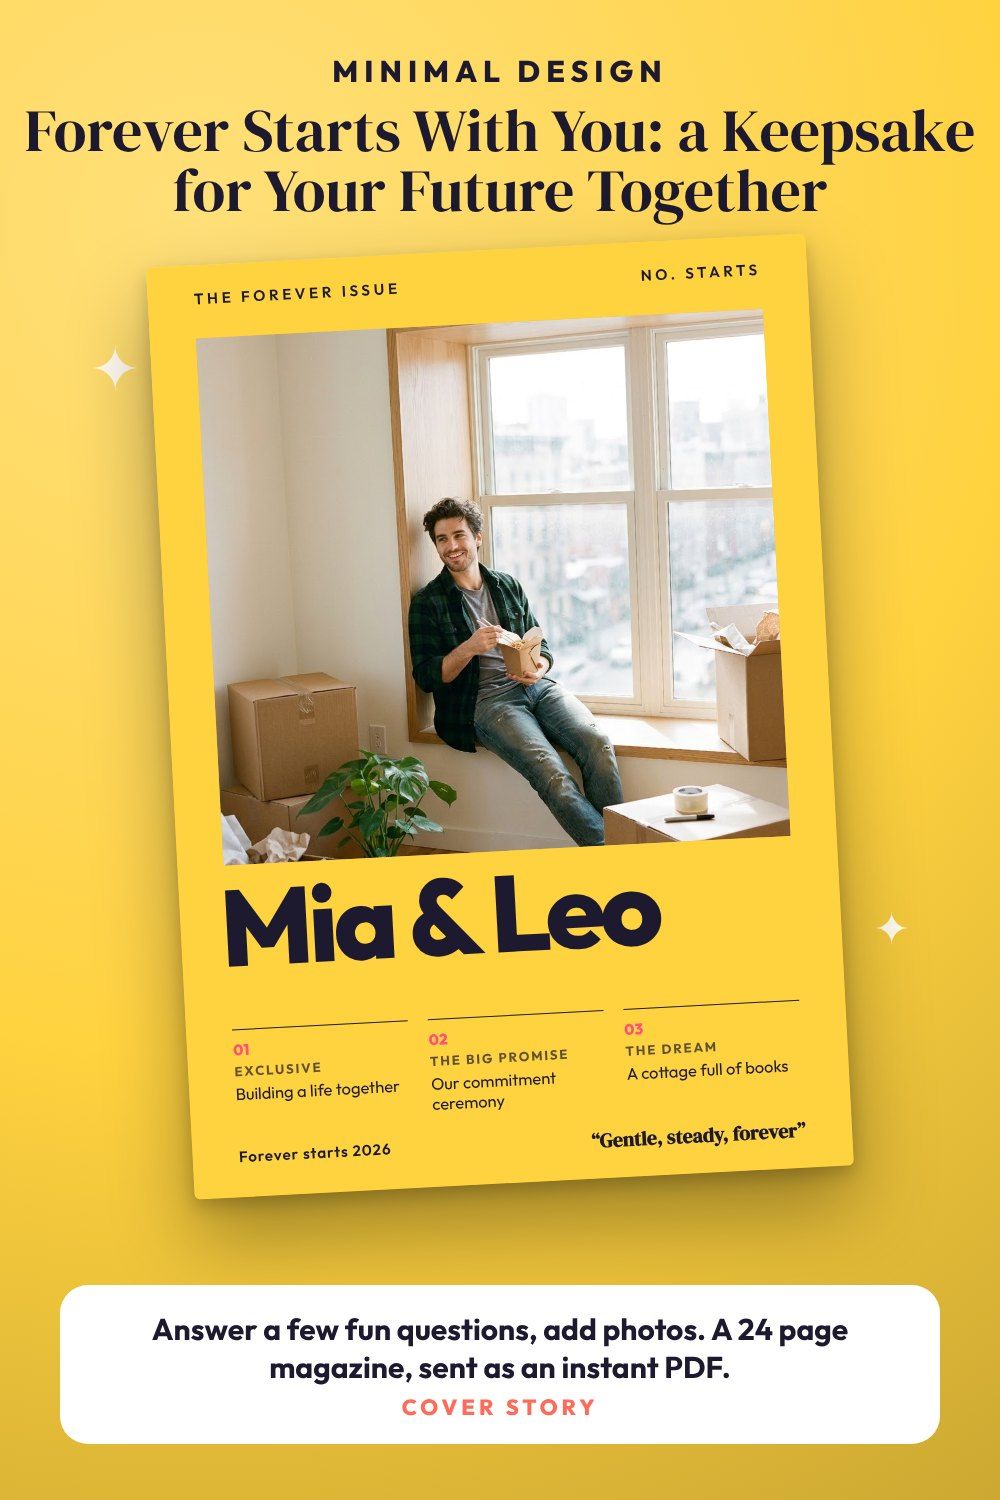 MINIMAL DESIGN
Forever Starts With You: a Keepsake
for Your Future Together
THE FOREVER ISSUE
NO. STARTS
Mia & Leo
01
EXCLUSIVE
Building a life together
02
THE BIG PROMISE
Our commitment
ceremony
03
THE DREAM
A cottage full of books
Forever starts 2026
“Gentle, steady, forever”
Answer a few fun questions, add photos. A 24 page
magazine, sent as an instant PDF.
COVER STORY